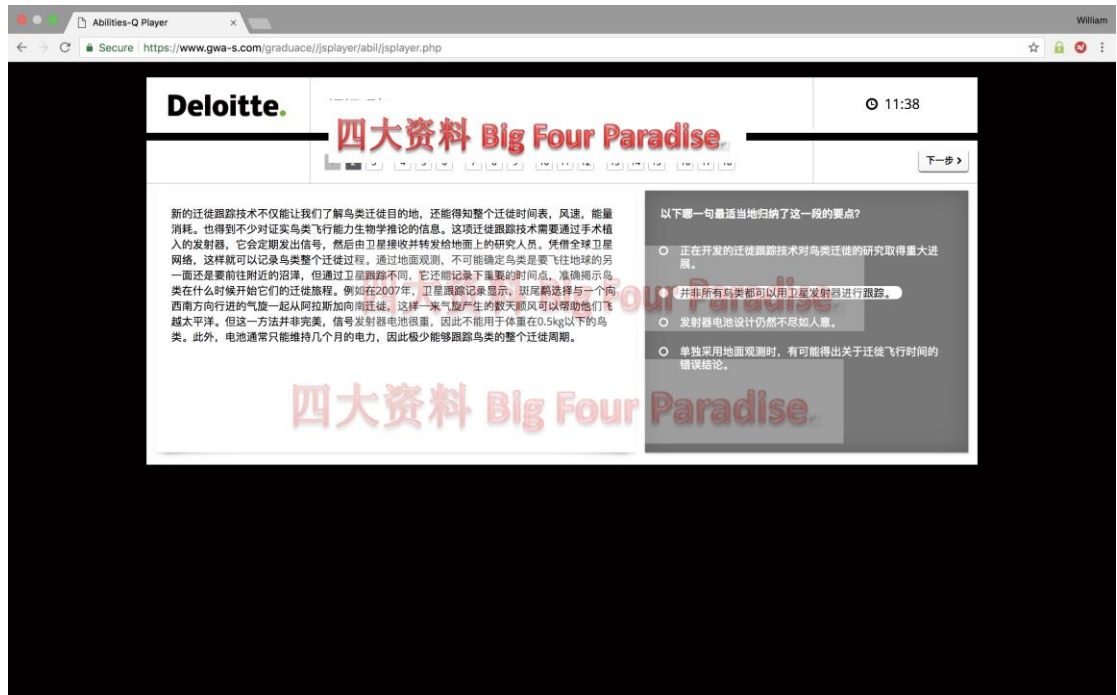 Abilities-Q Player
William
Secure https://www.gwa-s.com/graduace//jsplayer/abil/jsplayer.php
Deloitte.
11:38
四大资料 Big Four Paradise
下一步
新的迁徙跟踪技术不仅能让我们了解鸟类迁徙目的地，还能得知整个迁徙时间表，风速，能量
消耗。也得到不少对证实鸟类飞行能力生物学推论的信息。这项迁徙跟踪技术需要通过手术植
入的发射器，它会定期发出信号，然后由卫星接收并转发给地面上的研究人员。凭借全球卫星
网络，这样就可以记录鸟类整个迁徙过程。通过地面观测，不可能确定鸟类是要飞往地球的另
一面还是要前往附近的沼泽，但通过卫星跟踪不同，它还能记录下重要的时间点，准确揭示鸟
类在什么时候开始它们的迁徙旅程。例如在2007年，卫星跟踪记录显示，斑尾鹬选择与一个向
西南方向行进的气旋一起从阿拉斯加向南迁徙，这样一来气旋产生的数天顺风可以帮助他们飞
越太平洋。但这一方法并非完美，信号发射器电池很重，因此不能用于体重在0.5kg以下的鸟
类。此外，电池通常只能维持几个月的电力，因此极少能够跟踪鸟类的整个迁徙周期。
以下哪一句最适当地归纳了这一段的要点？
正在开发的迁徙跟踪技术对鸟类迁徙的研究取得重大进
展。
并非所有鸟类都可以用卫星发射器进行跟踪。
发射器电池设计仍然不尽如人意。
单独采用地面观测时，有可能得出关于迁徙飞行时间的
错误结论。
四大资料 Big Four Paradise
四大资料 Big Four Paradise